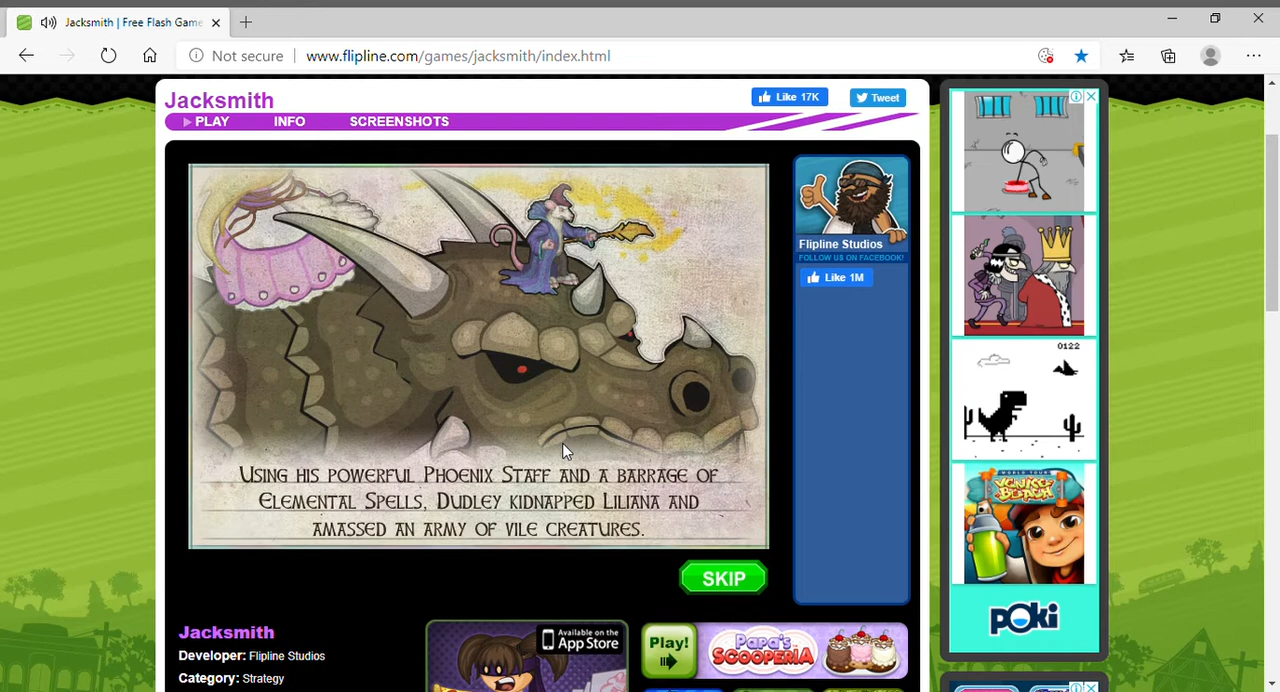 Jacksmith | Free Flash Game
Not secure
www.flipline.com/games/jacksmith/index.html
Jacksmith
Like 17K
Tweet
PLAY
INFO
SCREENSHOTS
Flipline Studios
FOLLOW US ON FACEBOOK!
Like 1M
USING HIS POWERFUL PHOENIX STAFF AND A BARRAGE OF
ELEMENTAL SPELLS, DUDLEY KIDNAPPED LILIANA AND
AMASSED AN ARMY OF VILE CREATURES.
SKIP
0122
WORLD TOUR
VENICE
BEACH
POKI
Jacksmith
Developer: Flipline Studios
Category: Strategy
Available on the
App Store
Play!
Papa's
SCOOPERIA